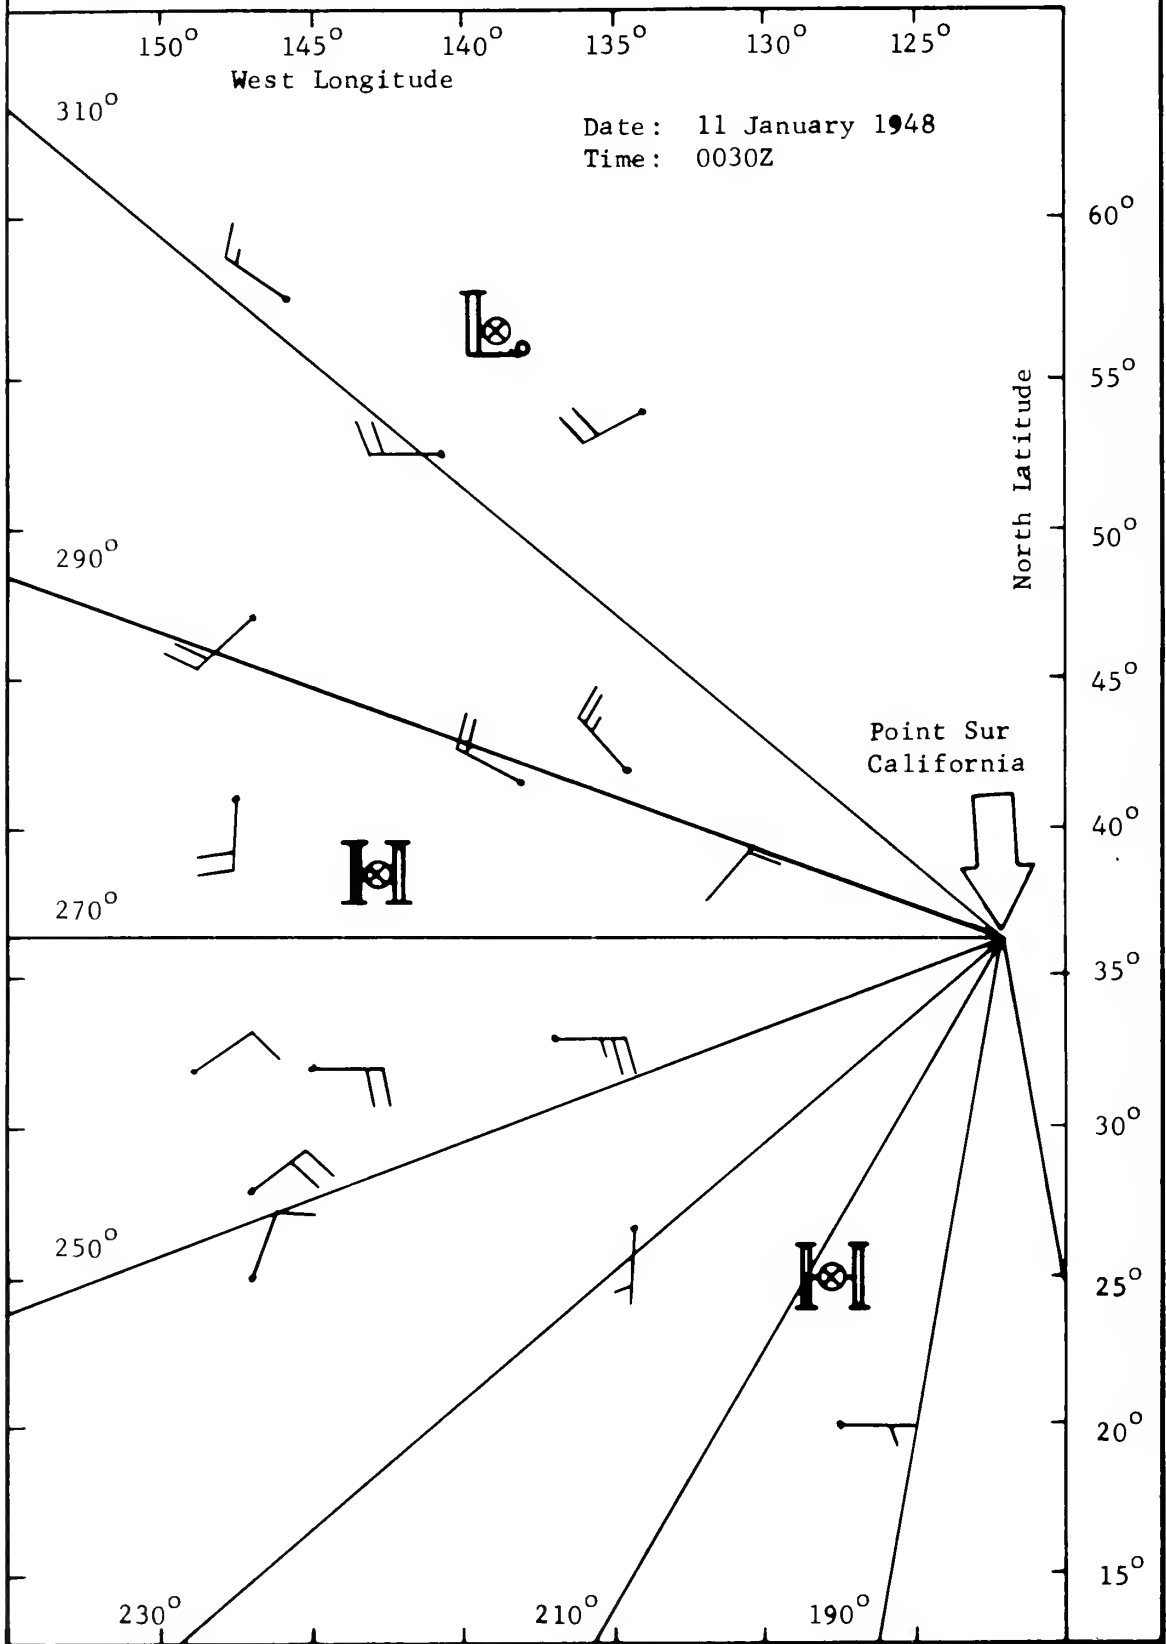 150° 145° 140° 135° 130° 125°
West Longitude
310°
Date: 11 January 1948
Time: 0030Z
60°
L
55°
North Latitude
50°
290°
45°
Point Sur
California
40°
H
270°
35°
30°
250°
H
25°
20°
15°
230° 210° 190°